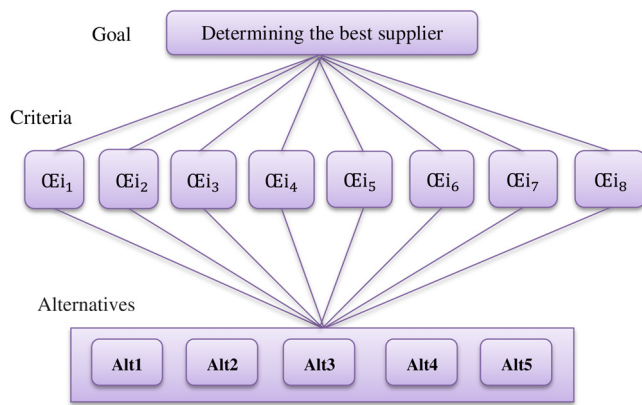 Goal
Determining the best supplier
Criteria
Œi₁ Œi₂ Œi₃ Œi₄ Œi₅ Œi₆ Œi₇ Œi₈
Alternatives
Alt1 Alt2 Alt3 Alt4 Alt5